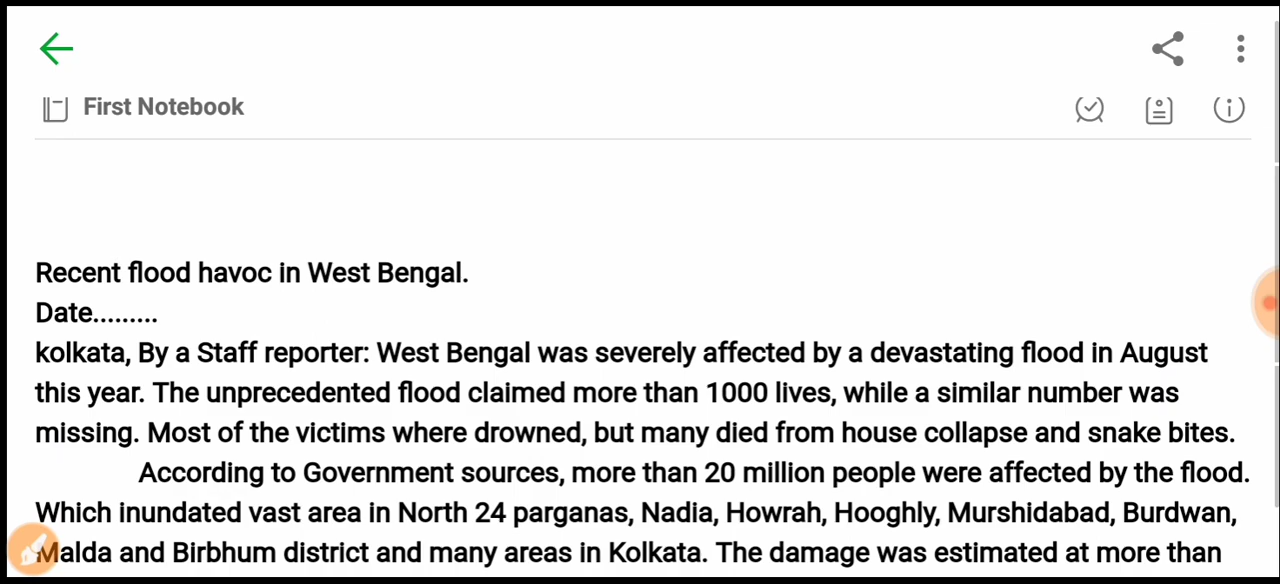 First Notebook
Recent flood havoc in West Bengal.
Date.........
kolkata, By a Staff reporter: West Bengal was severely affected by a devastating flood in August
this year. The unprecedented flood claimed more than 1000 lives, while a similar number was
missing. Most of the victims where drowned, but many died from house collapse and snake bites.
According to Government sources, more than 20 million people were affected by the flood.
Which inundated vast area in North 24 parganas, Nadia, Howrah, Hooghly, Murshidabad, Burdwan,
Malda and Birbhum district and many areas in Kolkata. The damage was estimated at more than